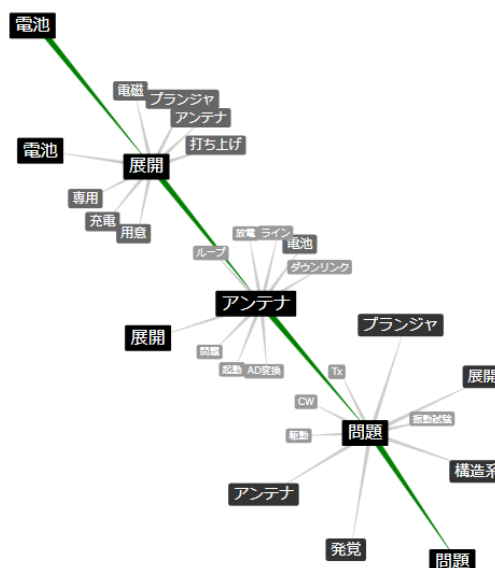 電池
電磁
プランジャ
アンテナ
打ち上げ
電池
展開
専用
充電
用意
放電
ライン
電池
ループ
ダウンリンク
アンテナ
展開
プランジャ
問題
起動
AD変換
Tx
展開
CW
振動試験
駆動
問題
構造系
アンテナ
発覚
問題